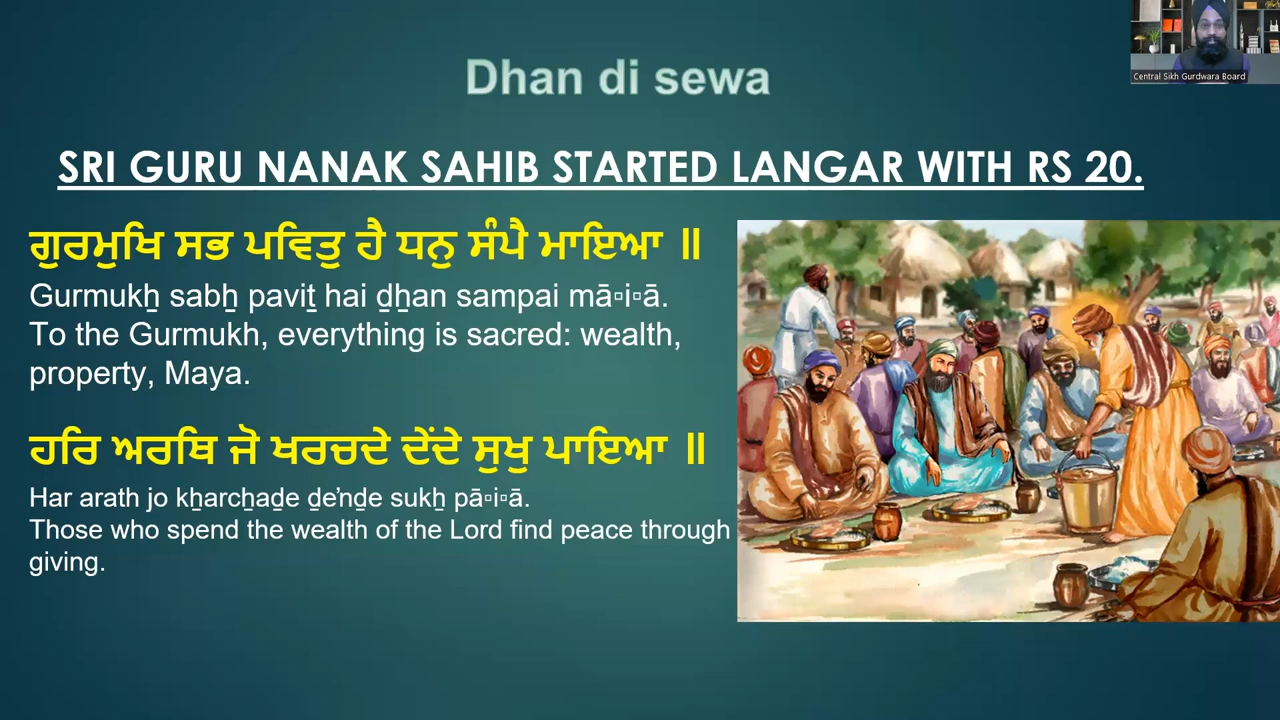 Central Sikh Gurdwara Board
Dhan di sewa
SRI GURU NANAK SAHIB STARTED LANGAR WITH RS 20.
ਗੁਰਮੁਖਿ ਸਭ ਪਵਿਤੁ ਹੈ ਧਨੁ ਸੰਪੈ ਮਾਇਆ ॥
Gurmukẖ sabẖ paviṯ hai ḏẖan sampai mā▫i▫ā.
To the Gurmukh, everything is sacred: wealth,
property, Maya.
ਹਰਿ ਅਰਥਿ ਜੋ ਖਰਚਦੇ ਦੇਂਦੇ ਸੁਖੁ ਪਾਇਆ ॥
Har arath jo kẖarcẖaḏe ḏe'nḏe sukẖ pā▫i▫ā.
Those who spend the wealth of the Lord find peace through
giving.